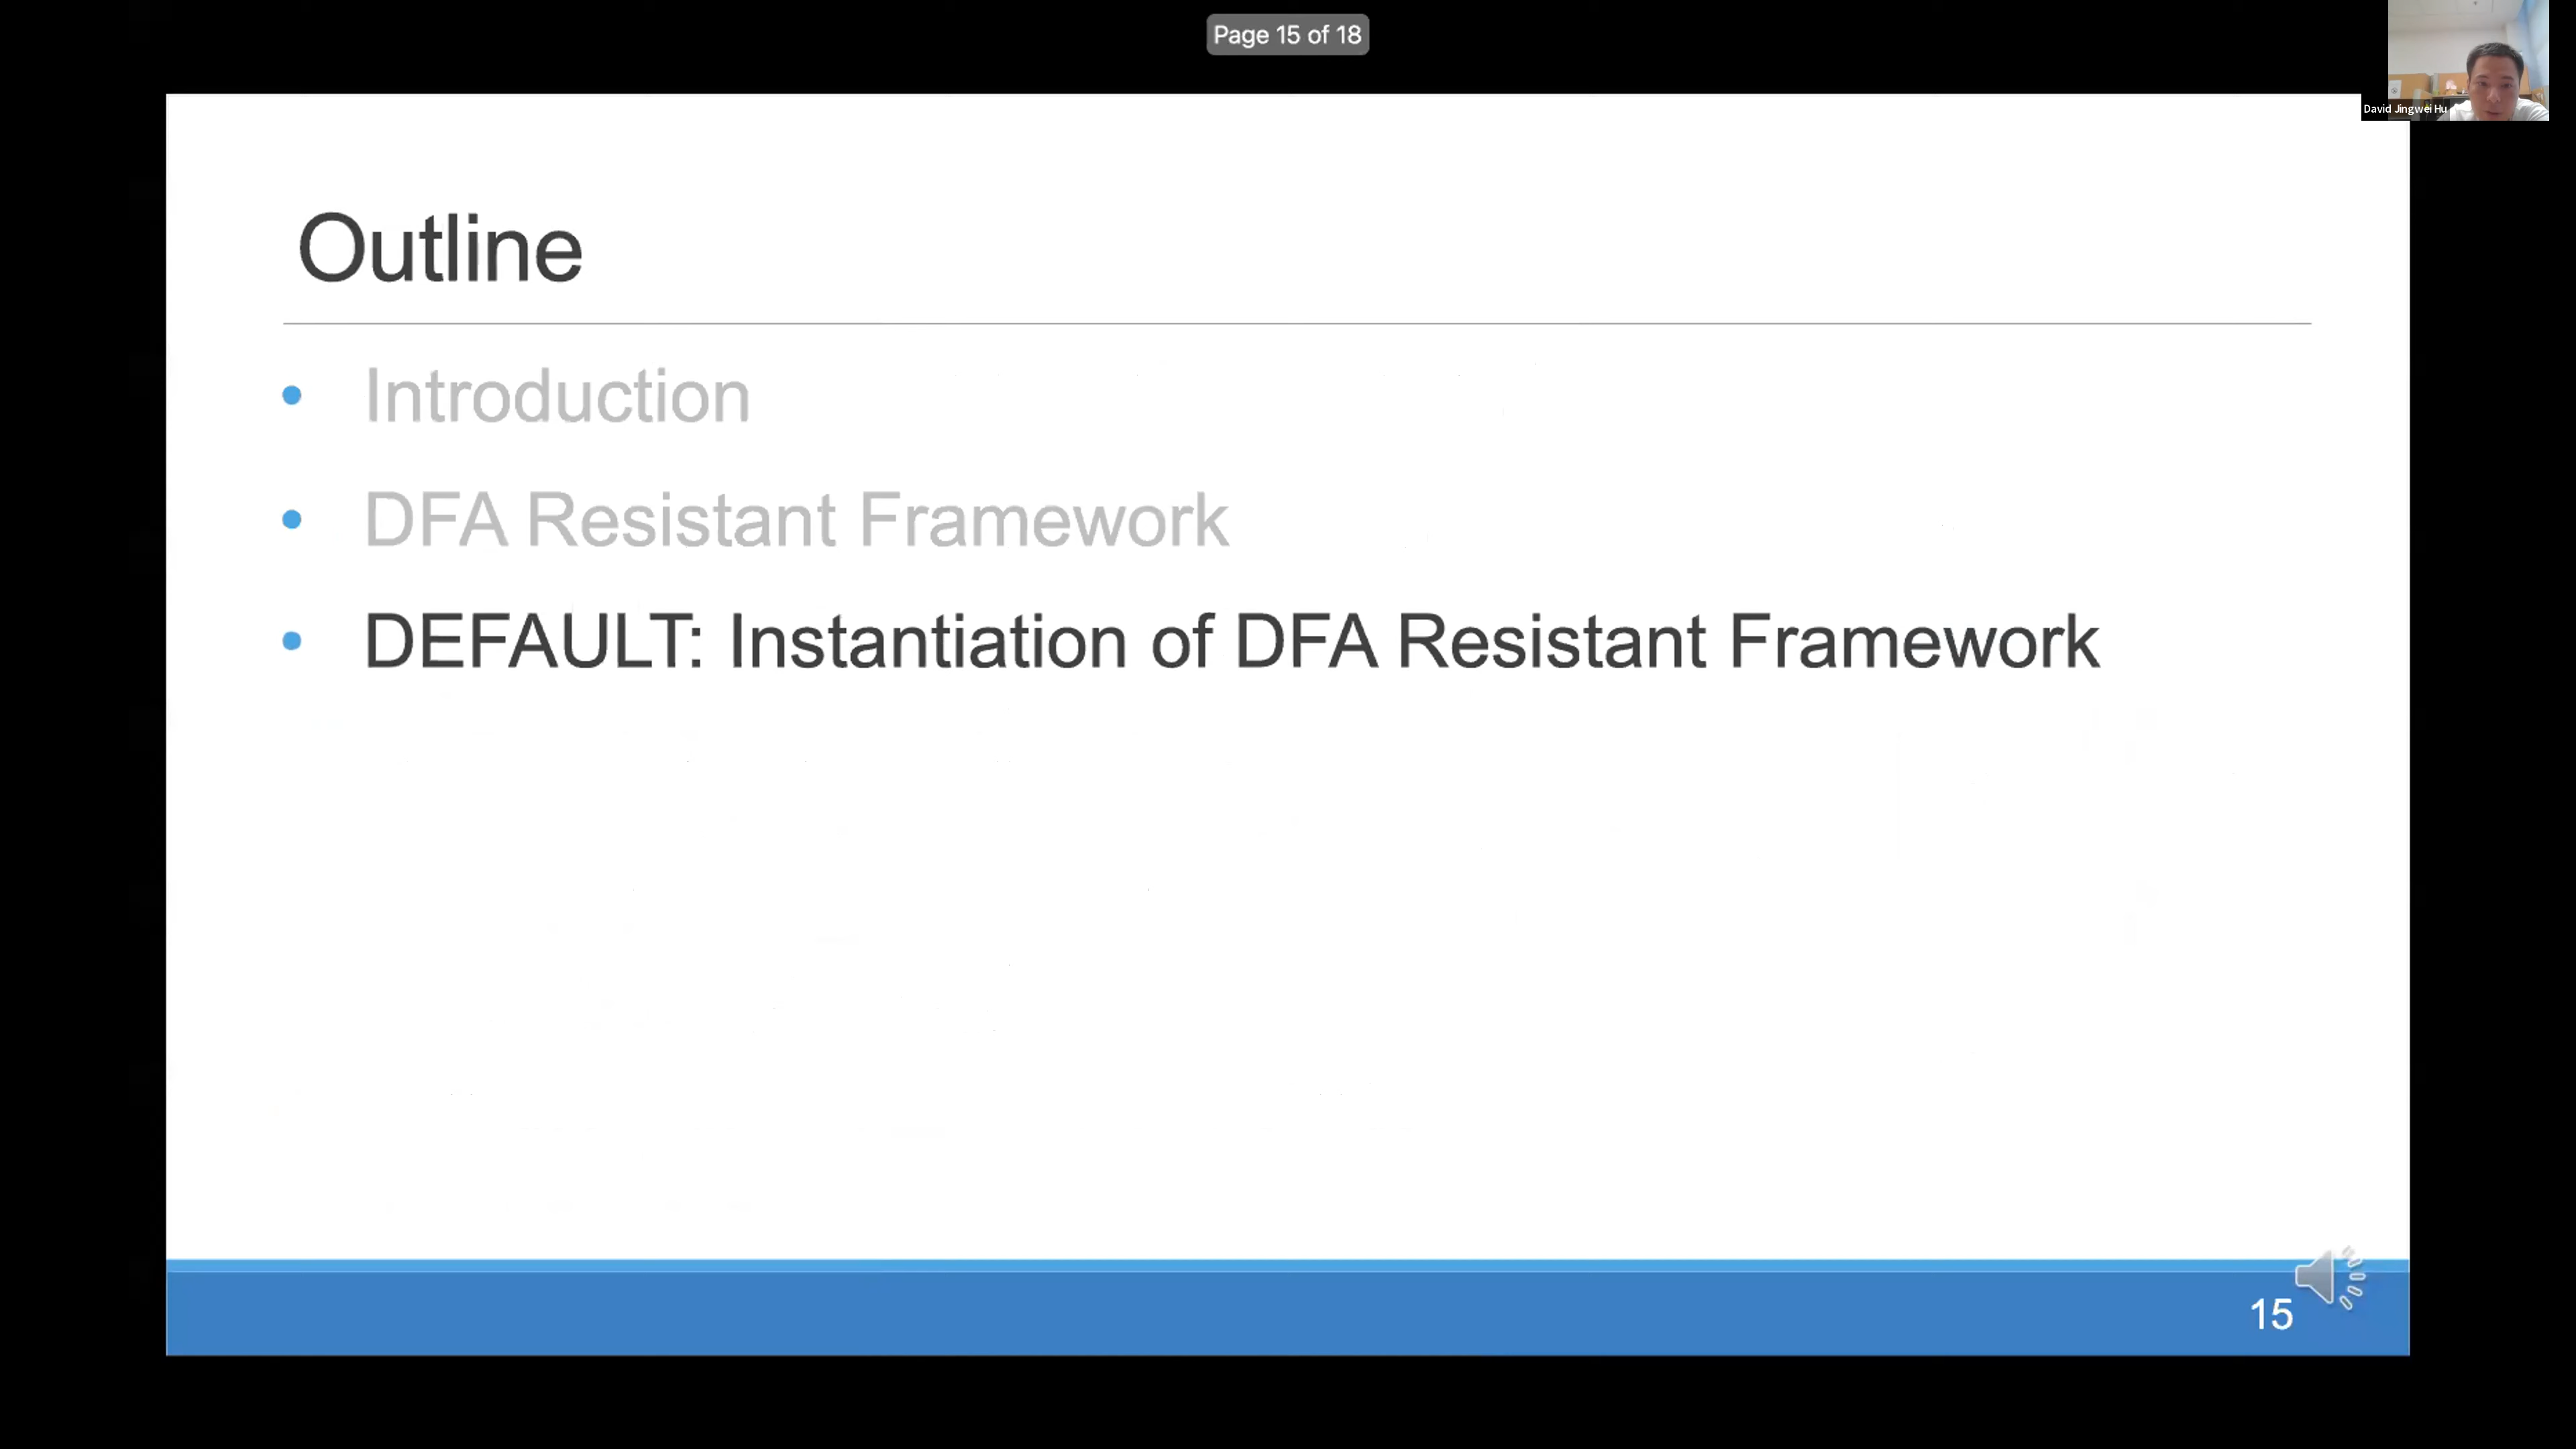 Page 15 of 18
David Jingwei Hu
Outline
• Introduction
• DFA Resistant Framework
• DEFAULT: Instantiation of DFA Resistant Framework
15